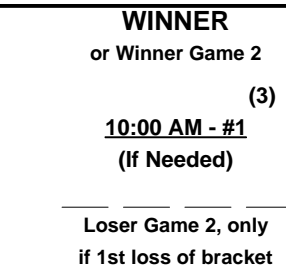 WINNER
or Winner Game 2
(3)
10:00 AM - #1
(If Needed)
Loser Game 2, only
if 1st loss of bracket